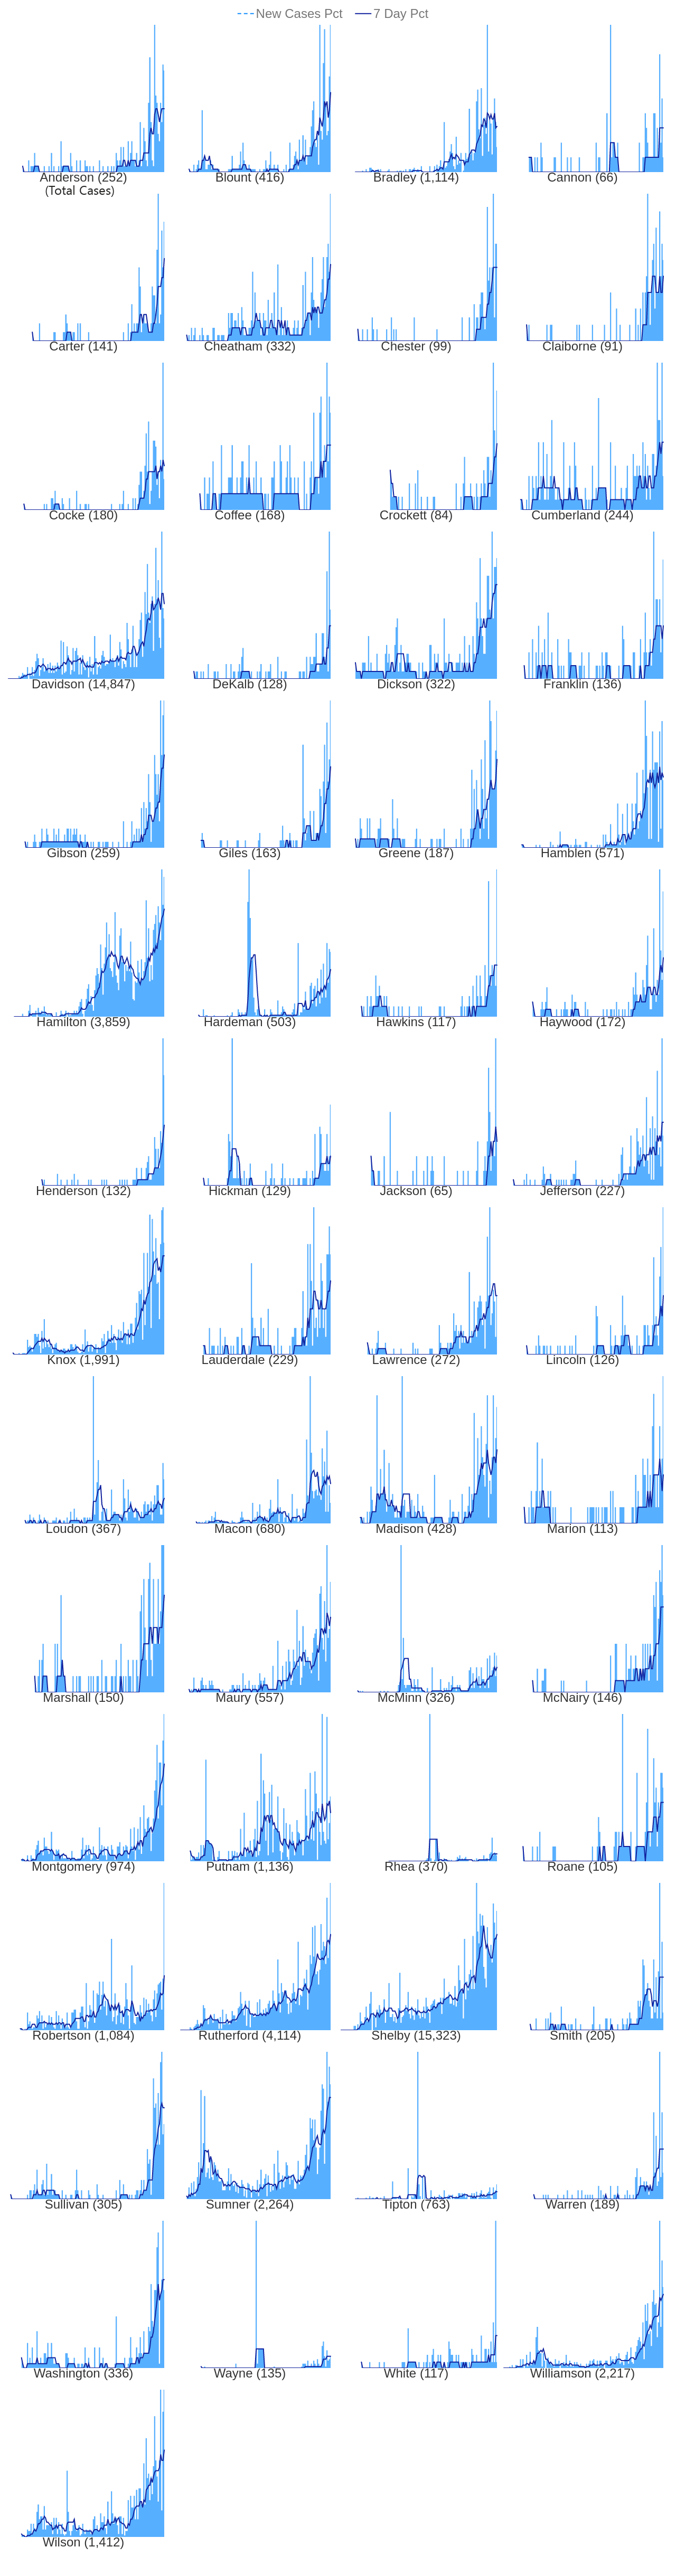 New Cases Pct 7 Day Pct
Anderson (252) Blount (416) Bradley (1,114) Cannon (66)
(Total Cases)
Carter (141) Cheatham (332) Chester (99) Claiborne (91)
Cocke (180) Coffee (168) Crockett (84) Cumberland (244)
Davidson (14,847) DeKalb (128) Dickson (322) Franklin (136)
Gibson (259) Giles (163) Greene (187) Hamblen (571)
Hamilton (3,859) Hardeman (503) Hawkins (117) Haywood (172)
Henderson (132) Hickman (129) Jackson (65) Jefferson (227)
Knox (1,991) Lauderdale (229) Lawrence (272) Lincoln (126)
Loudon (367) Macon (680) Madison (428) Marion (113)
Marshall (150) Maury (557) McMinn (326) McNairy (146)
Montgomery (974) Putnam (1,136) Rhea (370) Roane (105)
Robertson (1,084) Rutherford (4,114) Shelby (15,323) Smith (205)
Sullivan (305) Sumner (2,264) Tipton (763) Warren (189)
Washington (336) Wayne (135) White (117) Williamson (2,217)
Wilson (1,412)